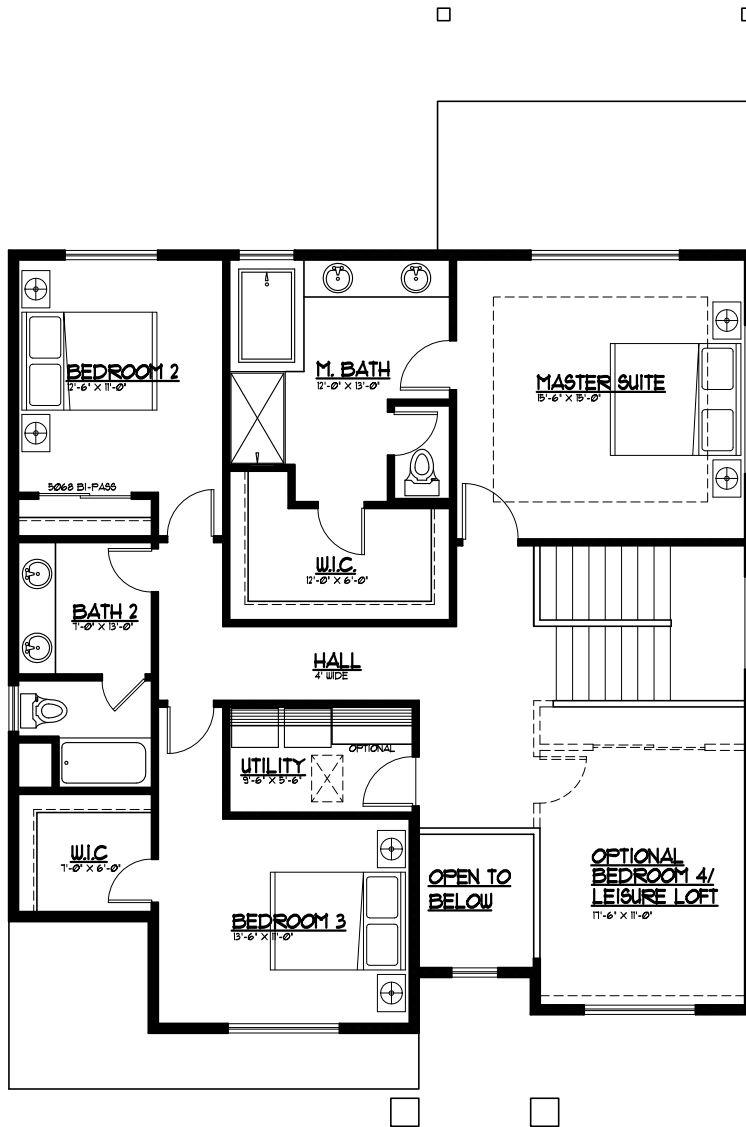 BEDROOM 2
12'-6" X 11'-0"
M. BATH
12'-0" X 13'-0"
MASTER SUITE
15'-6" X 15'-0"
5068 BI-PASS
W.I.C.
12'-0" X 6'-0"
BATH 2
7'-0" X 13'-0"
HALL
4' WIDE
OPTIONAL
UTILITY
9'-6" X 5'-6"
W.I.C
7'-0" X 6'-0"
OPEN TO
BELOW
OPTIONAL
BEDROOM 4/
LEISURE LOFT
17'-6" X 11'-0"
BEDROOM 3
13'-6" X 11'-0"